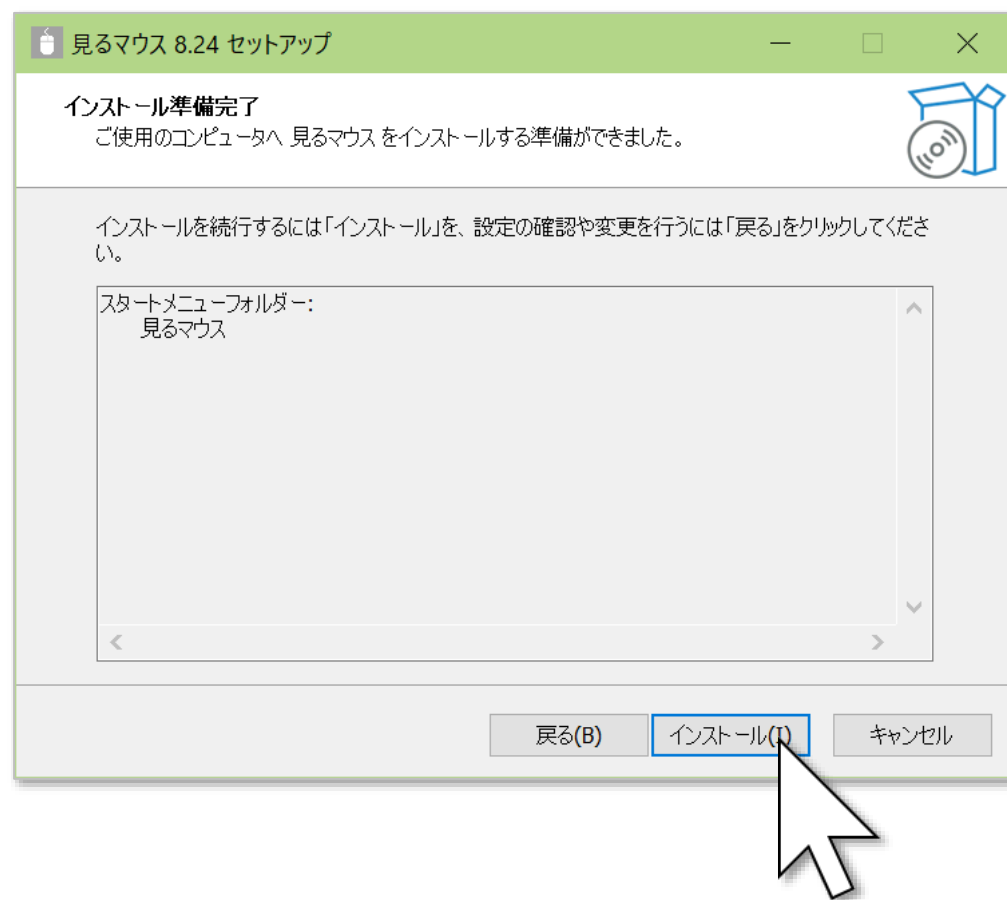 見るマウス 8.24 セットアップ
インストール準備完了
ご使用のコンピュータへ 見るマウス をインストールする準備ができました。
インストールを続行するには「インストール」を、設定の確認や変更を行うには「戻る」をクリックしてくださ
い。
スタートメニューフォルダー:
見るマウス
戻る(B) インストール(I) キャンセル